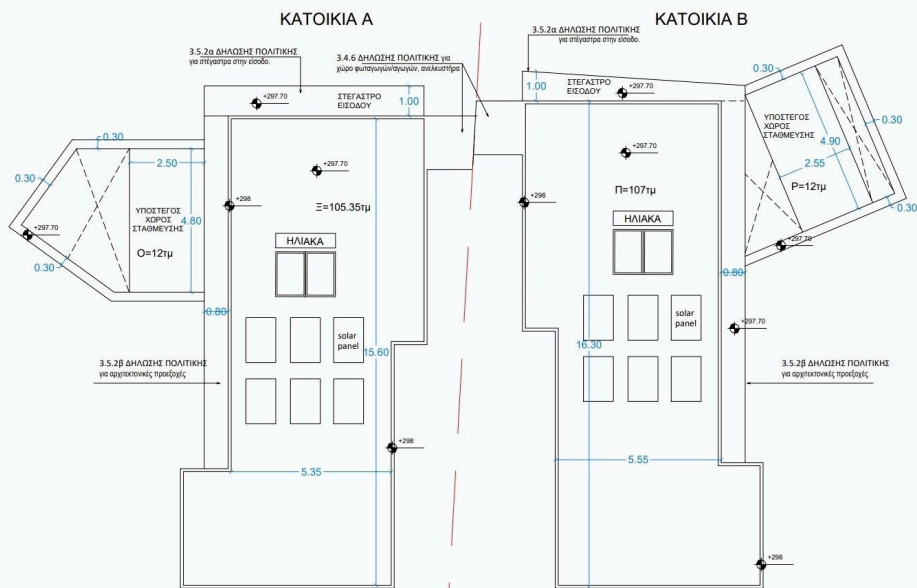 ΚΑΤΟΙΚΙΑ Α
ΚΑΤΟΙΚΙΑ Β
3.5.2α ΔΗΛΩΣΗΣ ΠΟΛΙΤΙΚΗΣ
για στέγαστρα στην είσοδο.
3.4.6 ΔΗΛΩΣΗΣ ΠΟΛΙΤΙΚΗΣ για
χώρο φωταγωγών/αγωγών, ανελκυστήρα
3.5.2α ΔΗΛΩΣΗΣ ΠΟΛΙΤΙΚΗΣ
για στέγαστρα στην είσοδο.
+297.70
ΣΤΕΓΑΣΤΡΟ
ΕΙΣΟΔΟΥ
1.00
1.00
ΣΤΕΓΑΣΤΡΟ
ΕΙΣΟΔΟΥ
+297.70
0.30
0.30
2.50
0.30
ΥΠΟΣΤΕΓΟΣ
ΧΩΡΟΣ
ΣΤΑΘΜΕΥΣΗΣ
4.80
Ο=12τμ
+297.70
0.30
+297.70
+298
Ξ=105.35τμ
ΗΛΙΑΚΑ
0.80
solar
panel
15.60
3.5.2β ΔΗΛΩΣΗΣ ΠΟΛΙΤΙΚΗΣ
για αρχιτεκτονικές προεξοχές
+298
5.35
+297.70
+298
Π=107τμ
ΗΛΙΑΚΑ
solar
panel
16.30
5.55
0.80
+297.70
ΥΠΟΣΤΕΓΟΣ
ΧΩΡΟΣ
ΣΤΑΘΜΕΥΣΗΣ
4.90
2.55
Ρ=12τμ
0.30
0.30
+297.70
3.5.2β ΔΗΛΩΣΗΣ ΠΟΛΙΤΙΚΗΣ
για αρχιτεκτονικές προεξοχές
+298